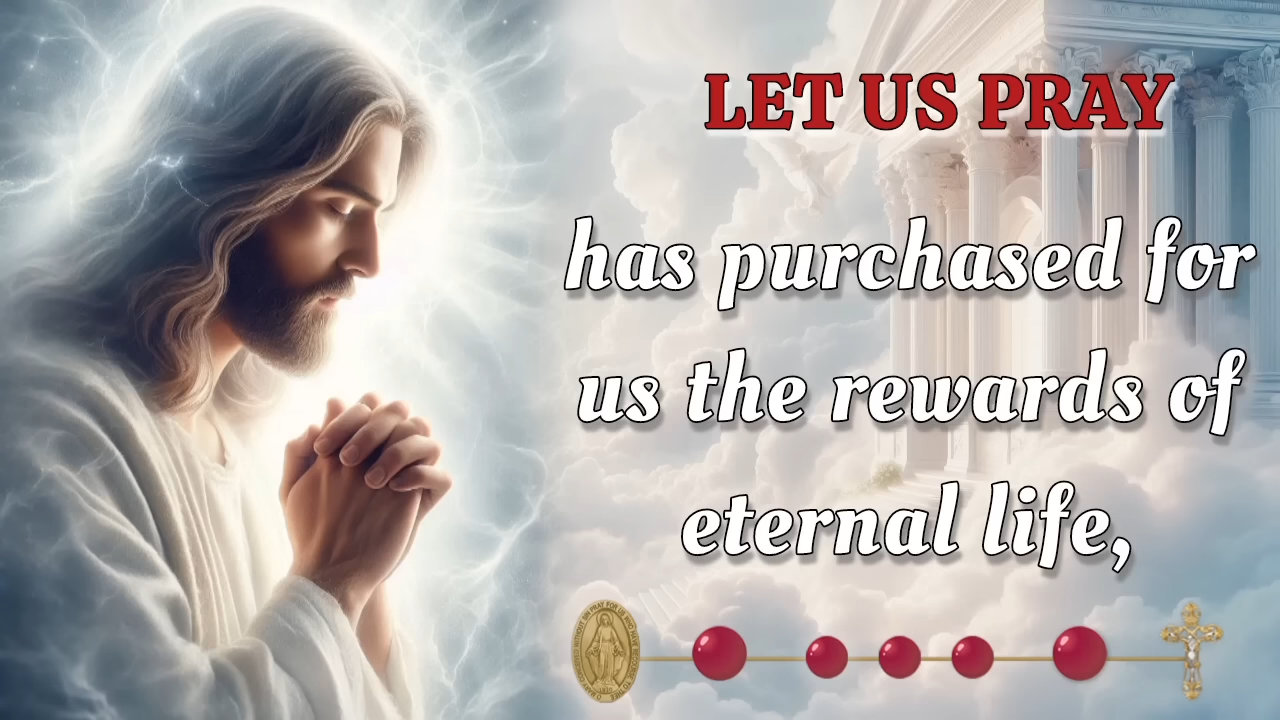 LET US PRAY
has purchased for
us the rewards of
eternal life,